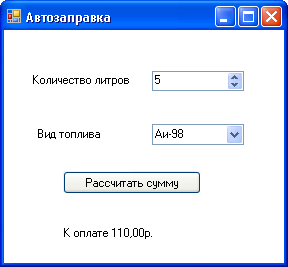 Автозаправка
Количество литров 5
Вид топлива Аи-98
Рассчитать сумму
К оплате 110,00р.